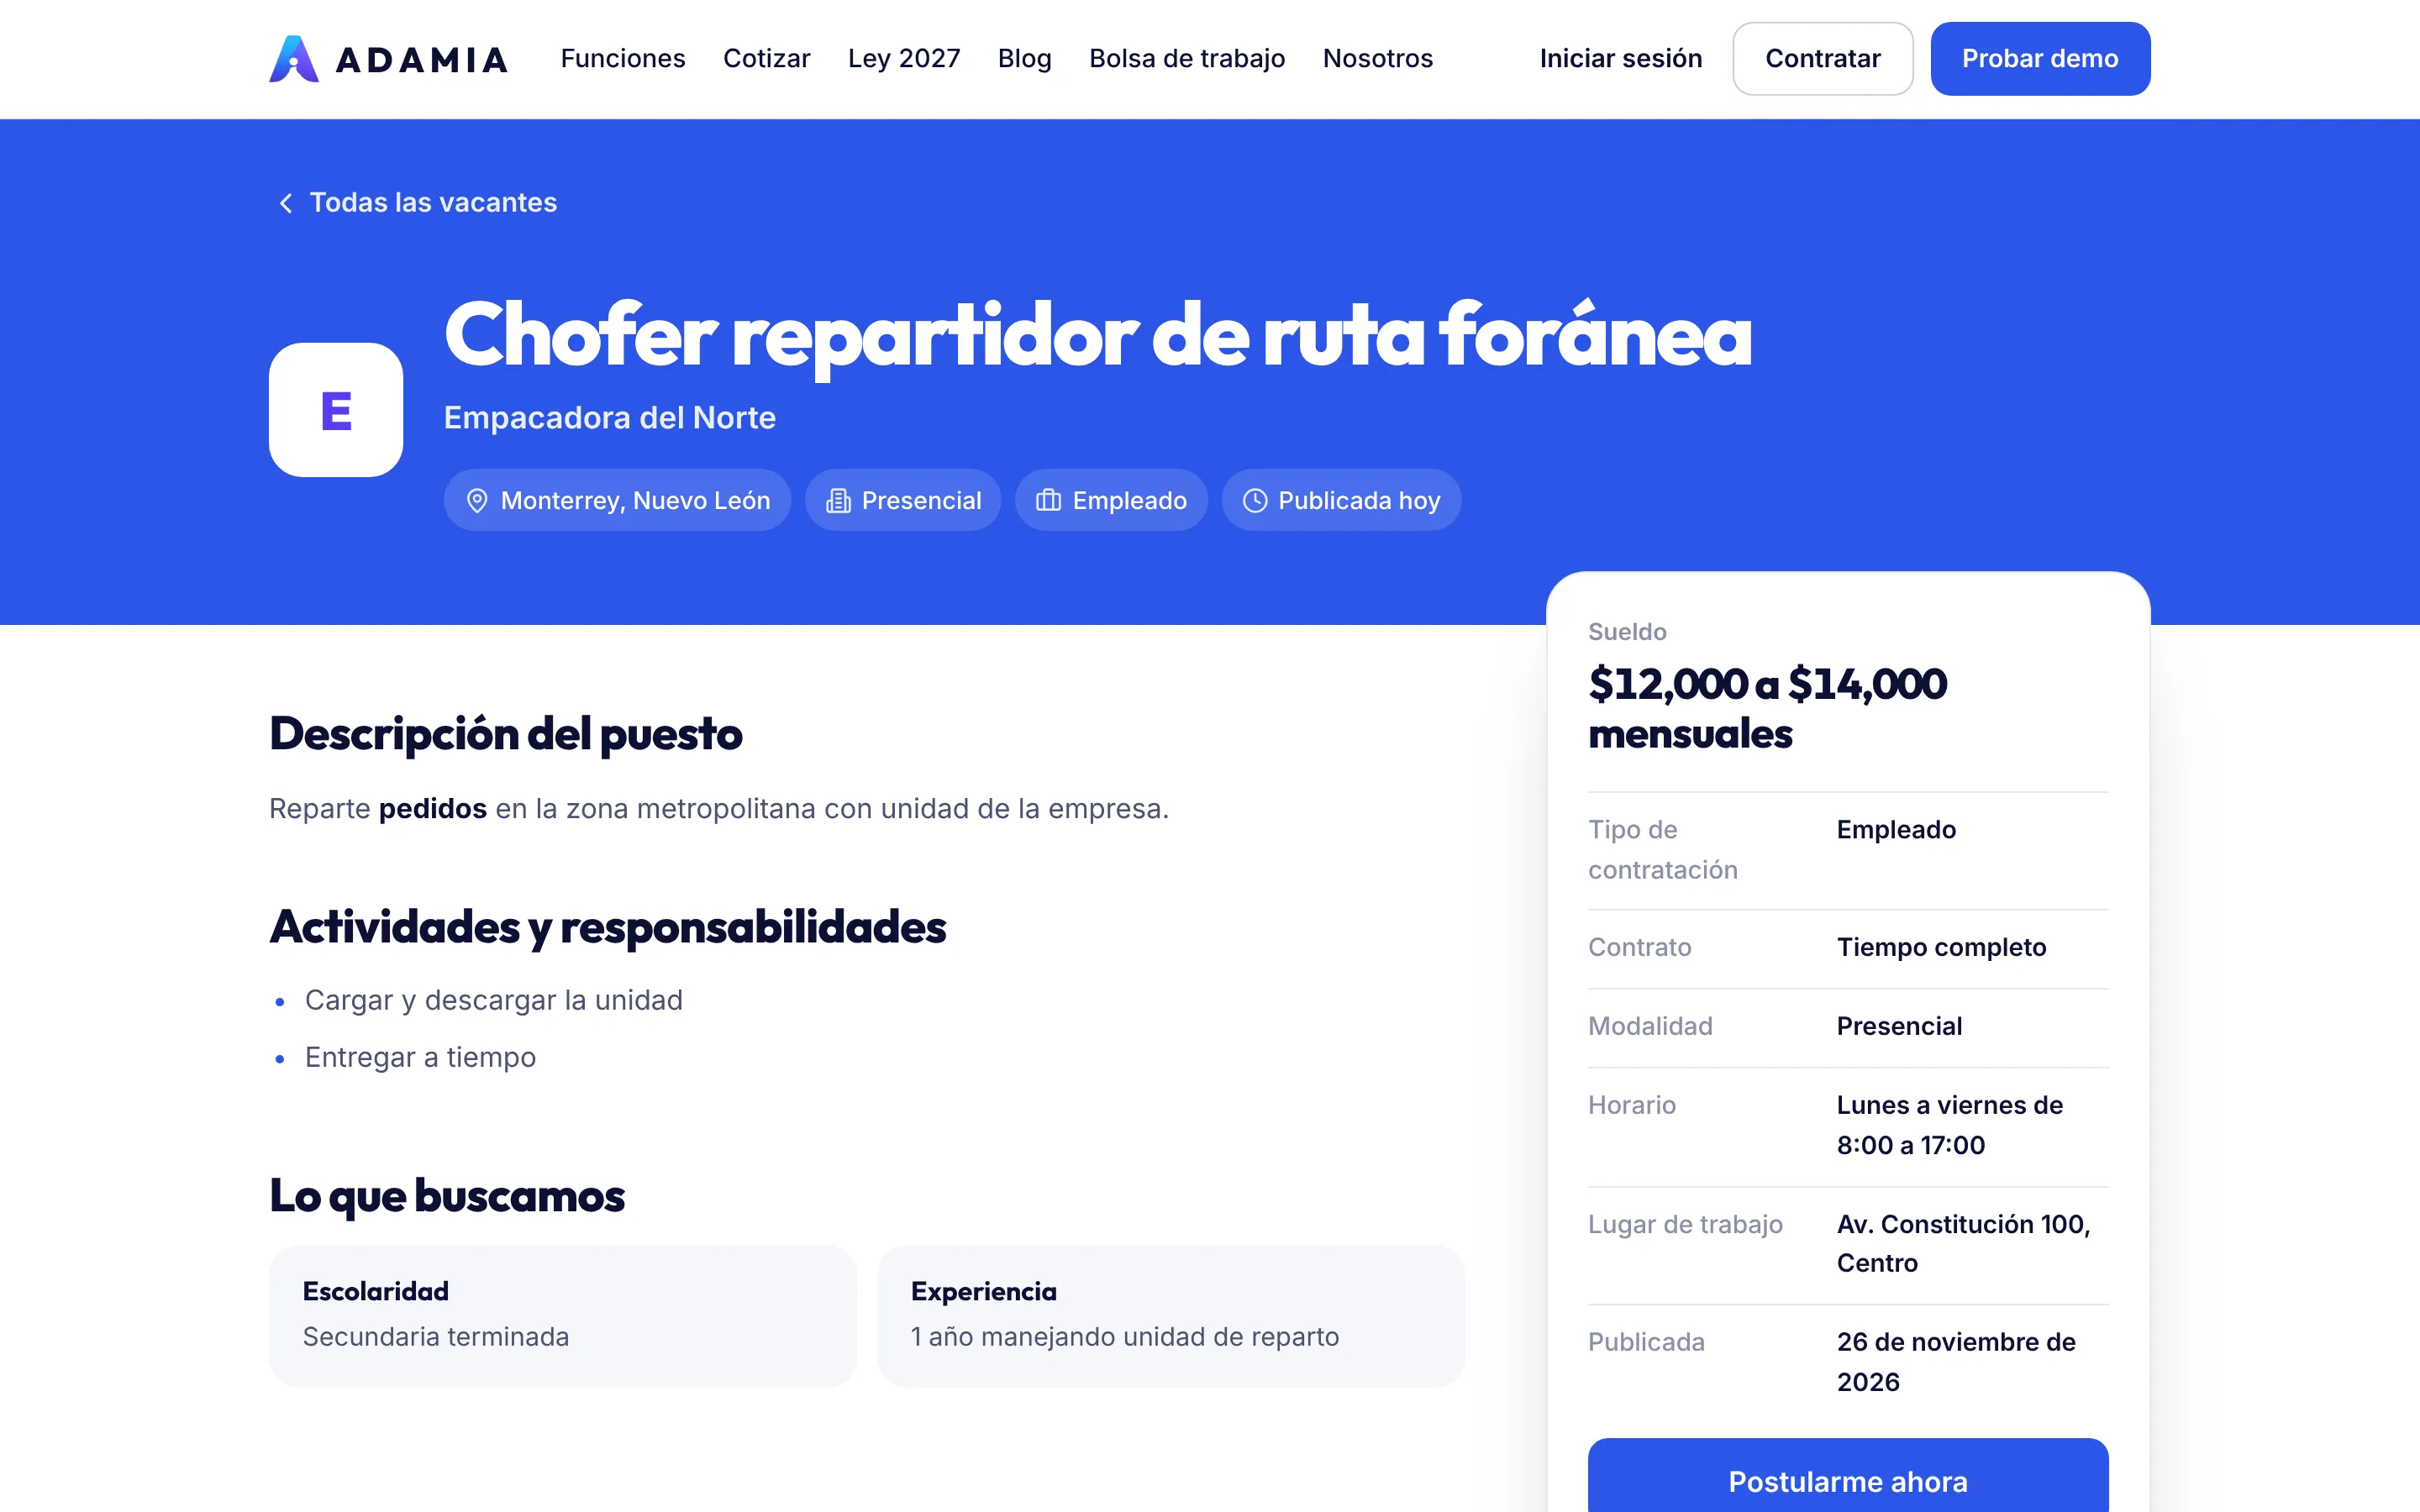 ADAMIA
Funciones
Cotizar
Ley 2027
Blog
Bolsa de trabajo
Nosotros
Iniciar sesión
Contratar
Probar demo
Todas las vacantes
E
Chofer repartidor de ruta foránea
Empacadora del Norte
Monterrey, Nuevo León
Presencial
Empleado
Publicada hoy
Descripción del puesto
Reparte pedidos en la zona metropolitana con unidad de la empresa.
Actividades y responsabilidades
• Cargar y descargar la unidad
• Entregar a tiempo
Lo que buscamos
Escolaridad
Secundaria terminada
Experiencia
1 año manejando unidad de reparto
Sueldo
$12,000 a $14,000
mensuales
Tipo de
contratación
Empleado
Contrato
Tiempo completo
Modalidad
Presencial
Horario
Lunes a viernes de
8:00 a 17:00
Lugar de trabajo
Av. Constitución 100,
Centro
Publicada
26 de noviembre de
2026
Postularme ahora